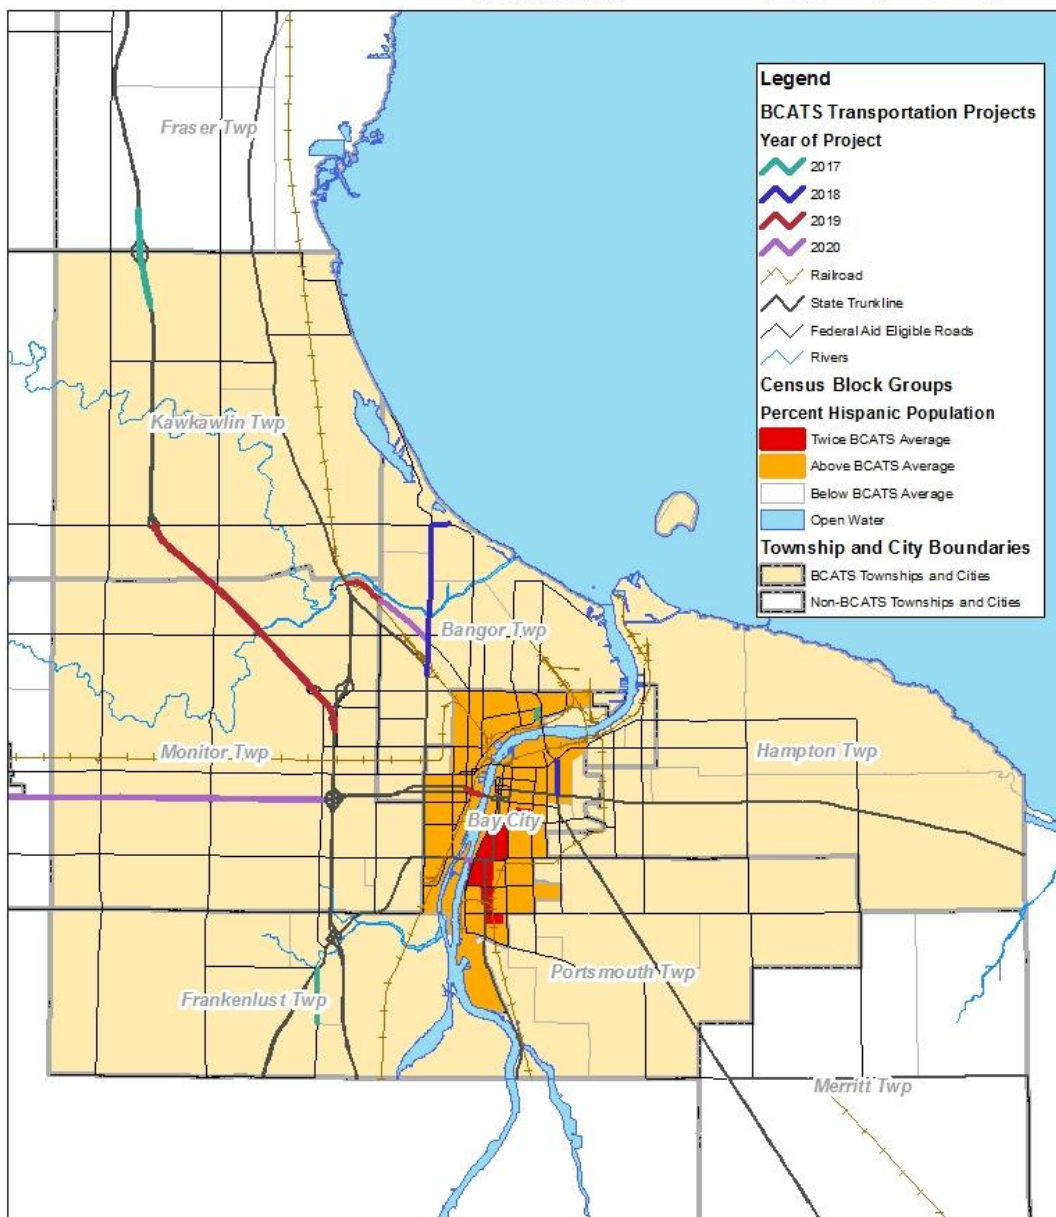 Legend
BCATS Transportation Projects
Year of Project
2017
2018
2019
2020
Railroad
State Trunkline
Federal Aid Eligible Roads
Rivers
Census Block Groups
Percent Hispanic Population
Twice BCATS Average
Above BCATS Average
Below BCATS Average
Open Water
Township and City Boundaries
BCATS Townships and Cities
Non-BCATS Townships and Cities
Fraser Twp
Kawkawlin Twp
Bangor Twp
Monitor Twp
Hampton Twp
Bay City
Portsmouth Twp
Frankenlust Twp
Merritt Twp